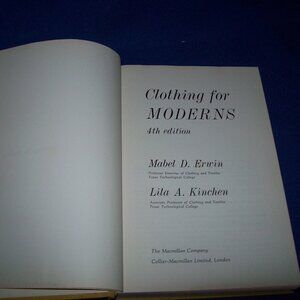 Clothing for
MODERNS
4th edition
Mabel D. Erwin
Professor Emeritus of Clothing and Textiles
Texas Technological College
Lila A. Kinchen
Associate Professor of Clothing and Textiles
Texas Technological College
The Macmillan Company
Collier-Macmillan Limited, London